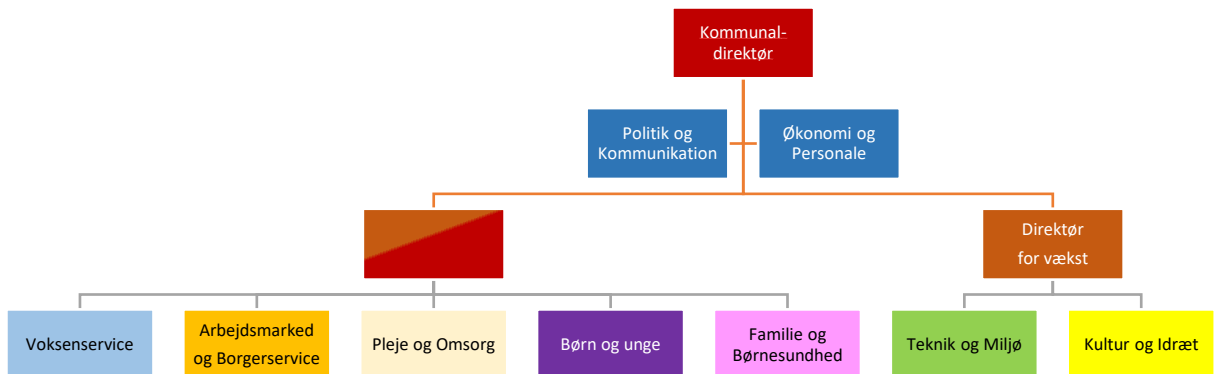 Kommunal-
direktør
Politik og
Kommunikation
Økonomi og
Personale
Direktør
for vækst
Voksenservice
Arbejdsmarked
og Borgerservice
Pleje og Omsorg
Børn og unge
Familie og
Børnesundhed
Teknik og Miljø
Kultur og Idræt